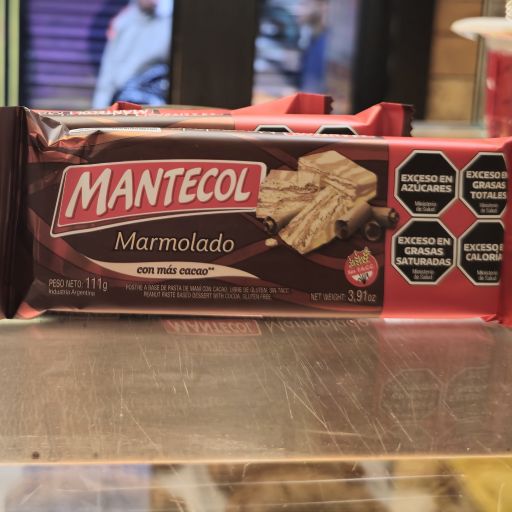 MANTECOL
Marmolado
con más cacao**
PESO NETO: 111g
Industria Argentina
POSTRE A BASE DE PASTA DE MANÍ CON CACAO, LIBRE DE GLUTEN, SIN TACC
PEANUT PASTE BASED DESSERT WITH COCOA, GLUTEN FREE
NET WEIGHT: 3,91oz
Sin T.A.C.C.
EXCESO EN
AZÚCARES
Ministerio
de Salud
EXCESO E
GRASAS
TOTALES
Ministerio
de Salud
EXCESO EN
GRASAS
SATURADAS
Ministerio
de Salud
EXCESO E
CALORÍA
Ministerio
de Salud